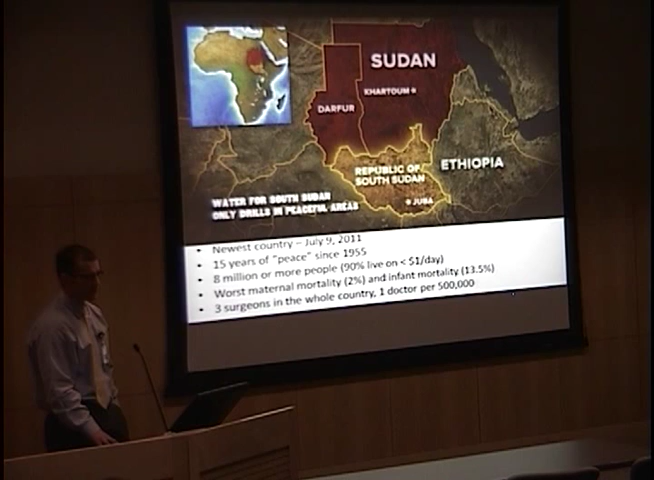 SUDAN
KHARTOUM
DARFUR
REPUBLIC OF
SOUTH SUDAN
ETHIOPIA
JUBA
WATER FOR SOUTH SUDAN
ONLY DRILLS IN PEACEFUL AREAS
• Newest country – July 9, 2011
• 15 years of "peace" since 1955
• 8 million or more people (90% live on < $1/day)
• Worst maternal mortality (2%) and infant mortality (13.5%)
• 3 surgeons in the whole country, 1 doctor per 500,000